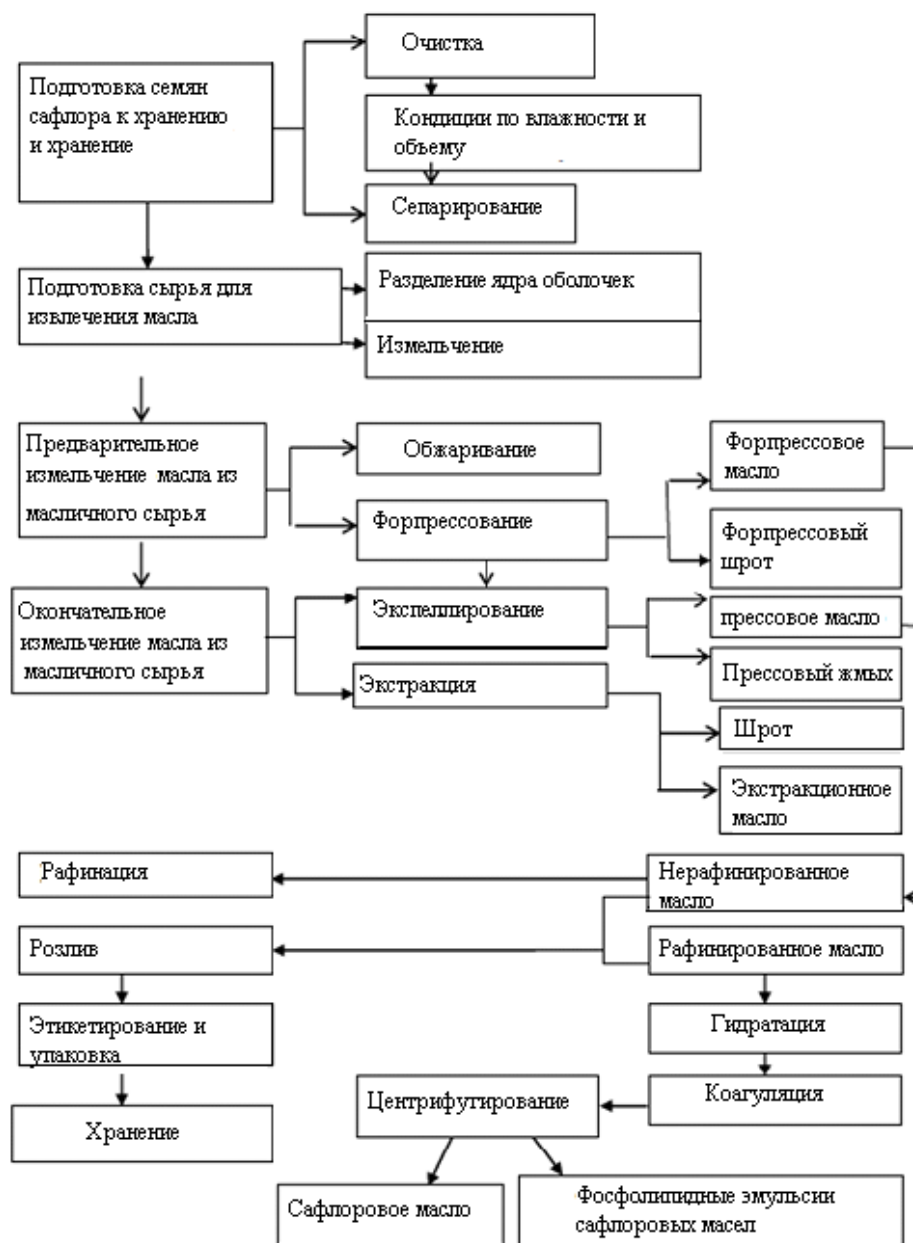 Очистка
Подготовка семян
сафлора к хранению
и хранение
Кондиции по влажности и
объему
Сепарирование
Подготовка сырья для
извлечения масла
Разделение ядра оболочек
Измельчение
Предварительное
измельчение масла из
масличного сырья
Обжаривание
Форпрессование
Форпрессовое
масло
Форпрессовый
шрот
Окончательное
измельчение масла из
масличного сырья
Экспеллирование
Экстракция
прессовое масло
Прессовый жмых
Шрот
Экстракционное
масло
Рафинация
Нерафинированное
масло
Розлив
Рафинированное масло
Этикетирование и
упаковка
Гидратация
Хранение
Центрифутирование
Коагуляция
Сафлоровое масло
Фосфолипидные эмульсии
сафлоровых масел